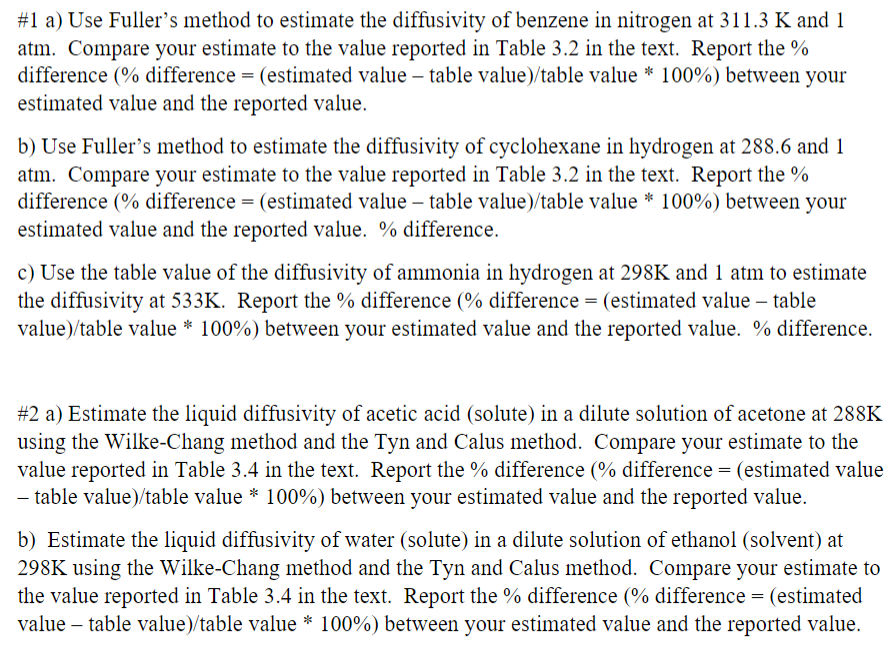 #1 a) Use Fuller’s method to estimate the diffusivity of benzene in nitrogen at 311.3 K and 1
atm.  Compare your estimate to the value reported in Table 3.2 in the text.  Report the %
difference (% difference = (estimated value – table value)/table value * 100%) between your
estimated value and the reported value.
b) Use Fuller’s method to estimate the diffusivity of cyclohexane in hydrogen at 288.6 and 1
atm.  Compare your estimate to the value reported in Table 3.2 in the text.  Report the %
difference (% difference = (estimated value – table value)/table value * 100%) between your
estimated value and the reported value.  % difference.
c) Use the table value of the diffusivity of ammonia in hydrogen at 298K and 1 atm to estimate
the diffusivity at 533K.  Report the % difference (% difference = (estimated value – table
value)/table value * 100%) between your estimated value and the reported value.  % difference.
#2 a) Estimate the liquid diffusivity of acetic acid (solute) in a dilute solution of acetone at 288K
using the Wilke-Chang method and the Tyn and Calus method.  Compare your estimate to the
value reported in Table 3.4 in the text.  Report the % difference (% difference = (estimated value
– table value)/table value * 100%) between your estimated value and the reported value.
b)  Estimate the liquid diffusivity of water (solute) in a dilute solution of ethanol (solvent) at
298K using the Wilke-Chang method and the Tyn and Calus method.  Compare your estimate to
the value reported in Table 3.4 in the text.  Report the % difference (% difference = (estimated
value – table value)/table value * 100%) between your estimated value and the reported value.